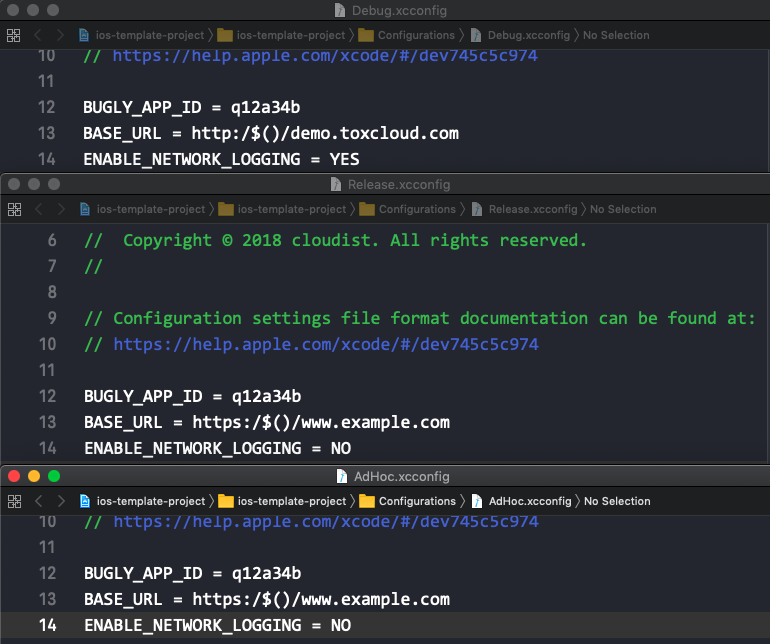 Debug.xcconfig
ios-template-project ios-template-project Configurations Debug.xcconfig No Selection
10 // https://help.apple.com/xcode/#/dev745c5c974
11
12 BUGLY_APP_ID = q12a34b
13 BASE_URL = http:/$()/demo.toxcloud.com
14 ENABLE_NETWORK_LOGGING = YES
Release.xcconfig
ios-template-project ios-template-project Configurations Release.xcconfig No Selection
6 //  Copyright © 2018 cloudist. All rights reserved.
7 //
8
9 // Configuration settings file format documentation can be found at:
10 // https://help.apple.com/xcode/#/dev745c5c974
11
12 BUGLY_APP_ID = q12a34b
13 BASE_URL = https:/$()/www.example.com
14 ENABLE_NETWORK_LOGGING = NO
AdHoc.xcconfig
ios-template-project ios-template-project Configurations AdHoc.xcconfig No Selection
10 // https://help.apple.com/xcode/#/dev745c5c974
11
12 BUGLY_APP_ID = q12a34b
13 BASE_URL = https:/$()/www.example.com
14 ENABLE_NETWORK_LOGGING = NO